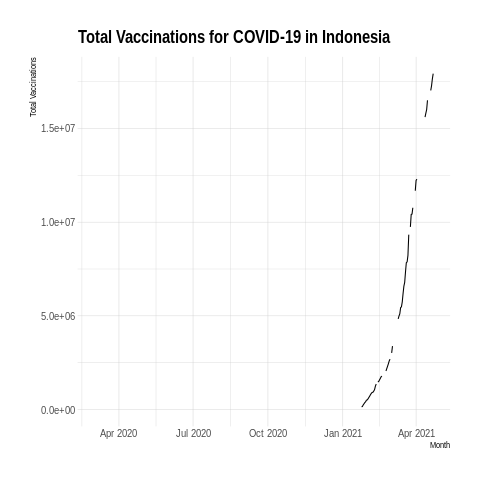 Total Vaccinations for COVID-19 in Indonesia
Total Vaccinations
1.5e+07
1.0e+07
5.0e+06
0.0e+00
Apr 2020 Jul 2020 Oct 2020 Jan 2021 Apr 2021
Month